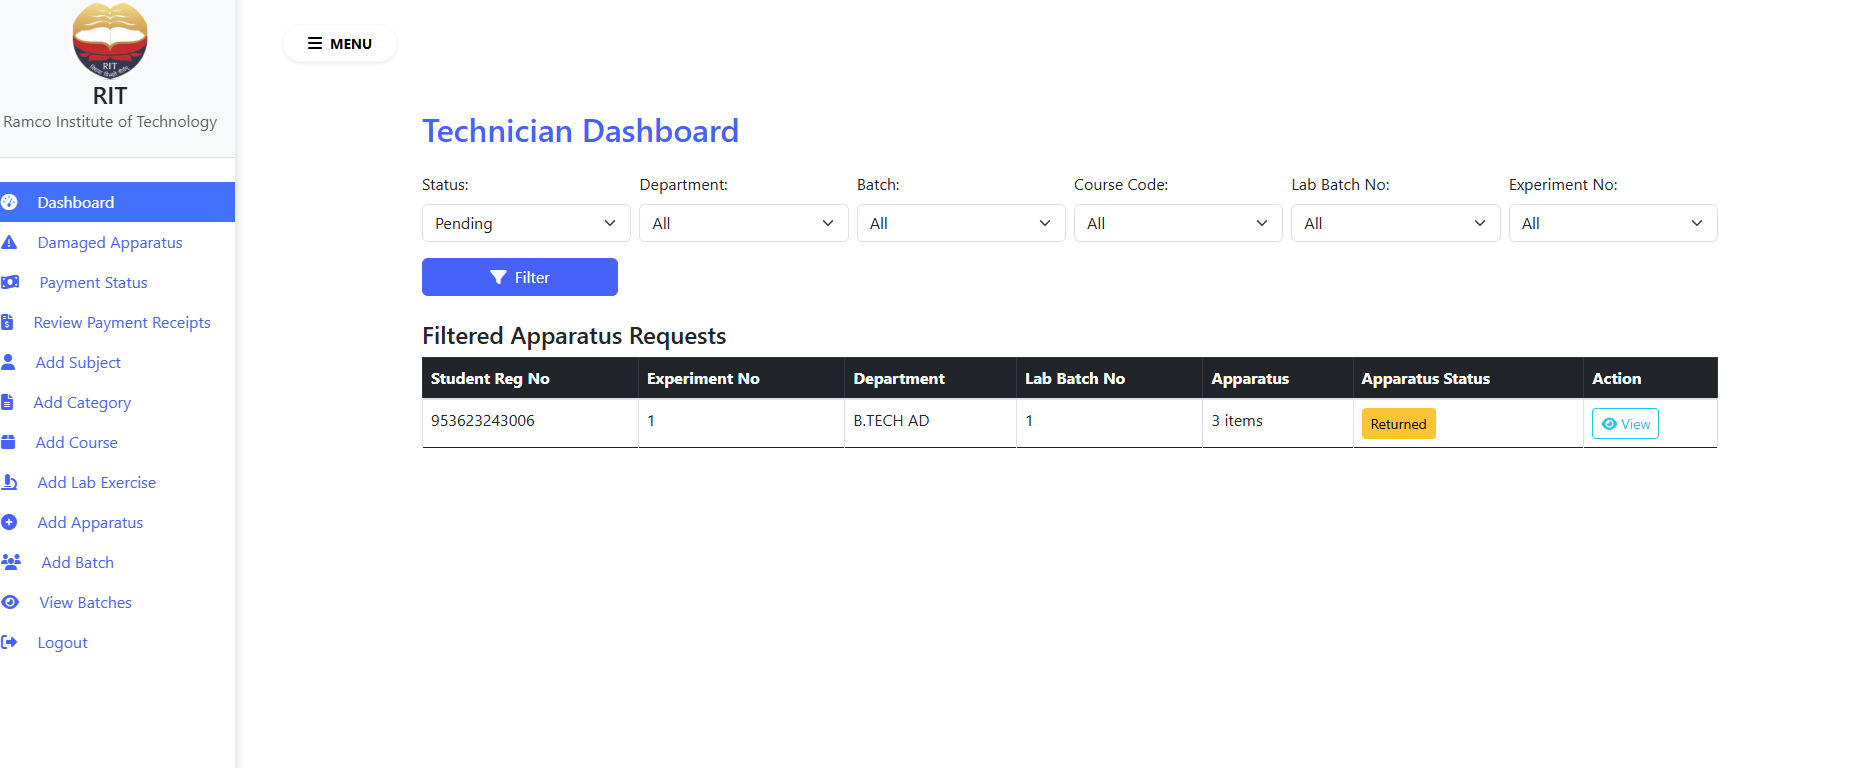 RIT
RIT
Ramco Institute of Technology
Dashboard
Damaged Apparatus
Payment Status
Review Payment Receipts
Add Subject
Add Category
Add Course
Add Lab Exercise
Add Apparatus
Add Batch
View Batches
Logout
MENU
Technician Dashboard
Status: Department: Batch: Course Code: Lab Batch No: Experiment No:
Pending All All All All All
Filter
Filtered Apparatus Requests
Student Reg No Experiment No Department Lab Batch No Apparatus Apparatus Status Action
953623243006 1 B.TECH AD 1 3 items Returned View